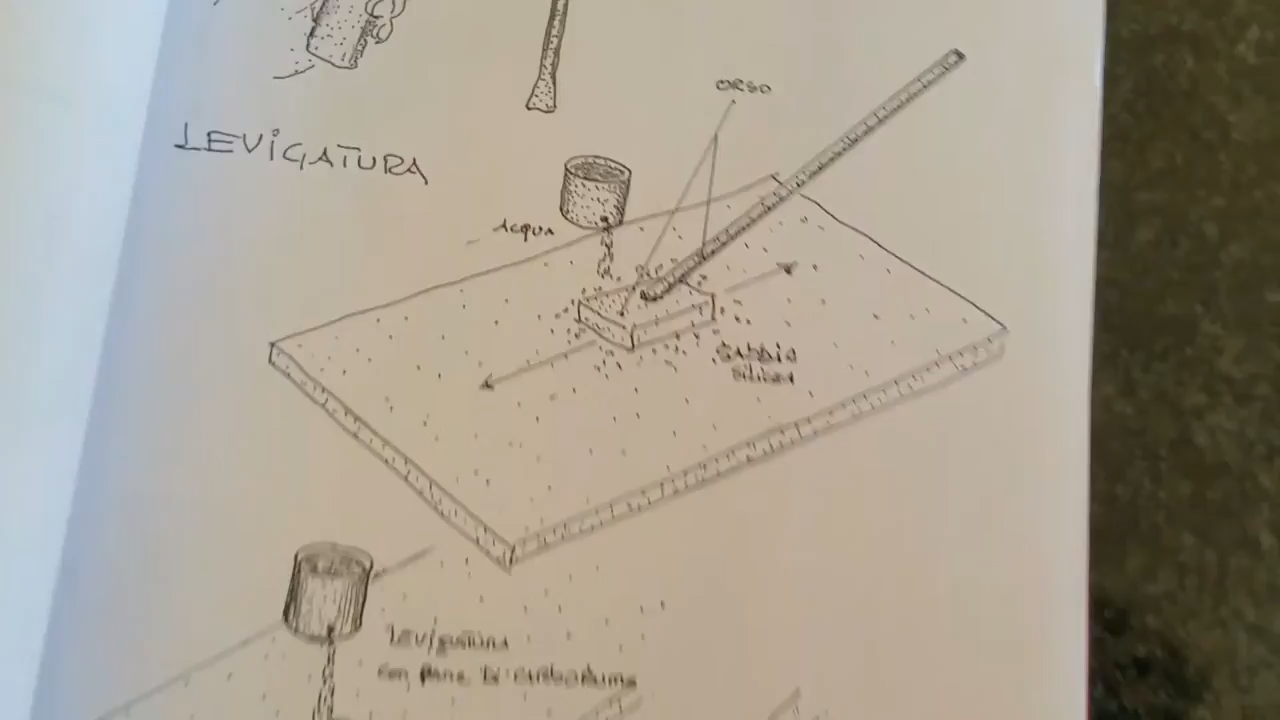 ORSO
LEVIGATURA
ACQUA
SABBIA
SILICEA
LEVIGATURA
CON PANE DI CARBORUNDUM